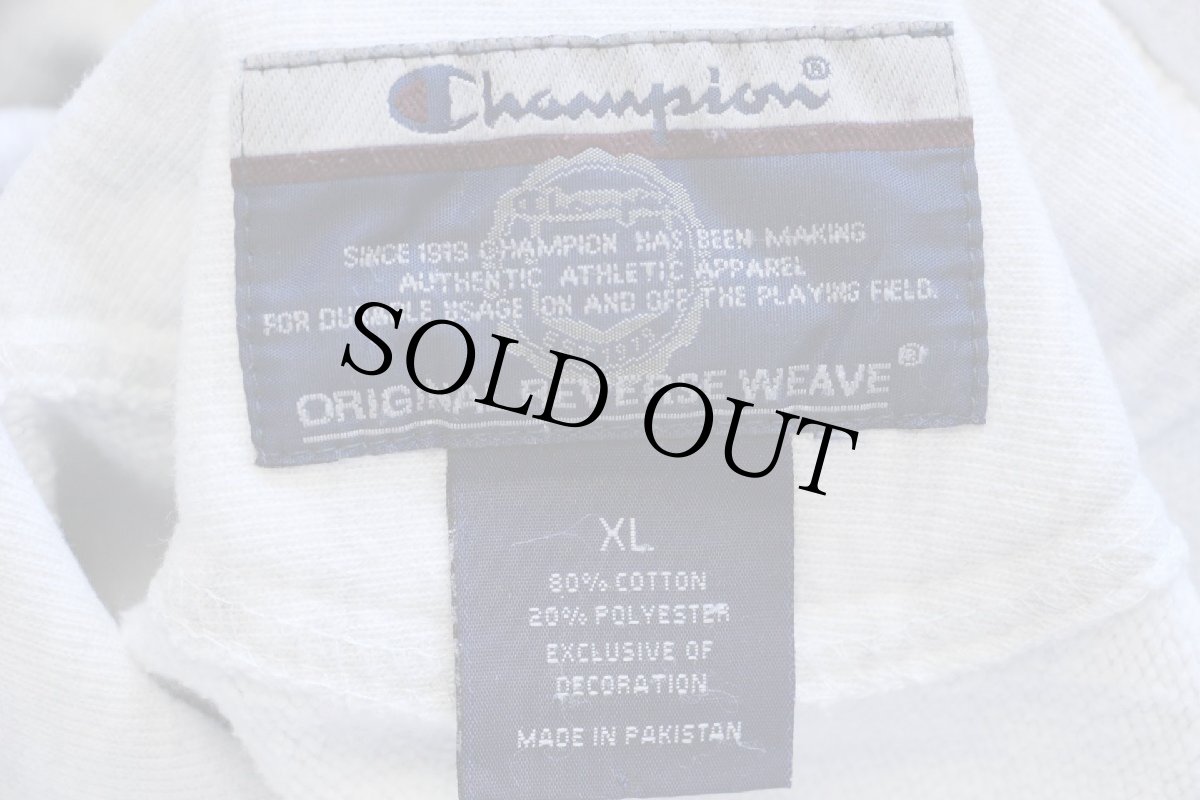 Champion®
Champion
SINCE 1919 CHAMPION HAS BEEN MAKING
AUTHENTIC ATHLETIC APPAREL
FOR DURABLE USAGE ON AND OFF THE PLAYING FIELD.
ORIGINAL REVERSE WEAVE®
SOLD OUT
XL
80% COTTON
20% POLYESTER
EXCLUSIVE OF
DECORATION
MADE IN PAKISTAN